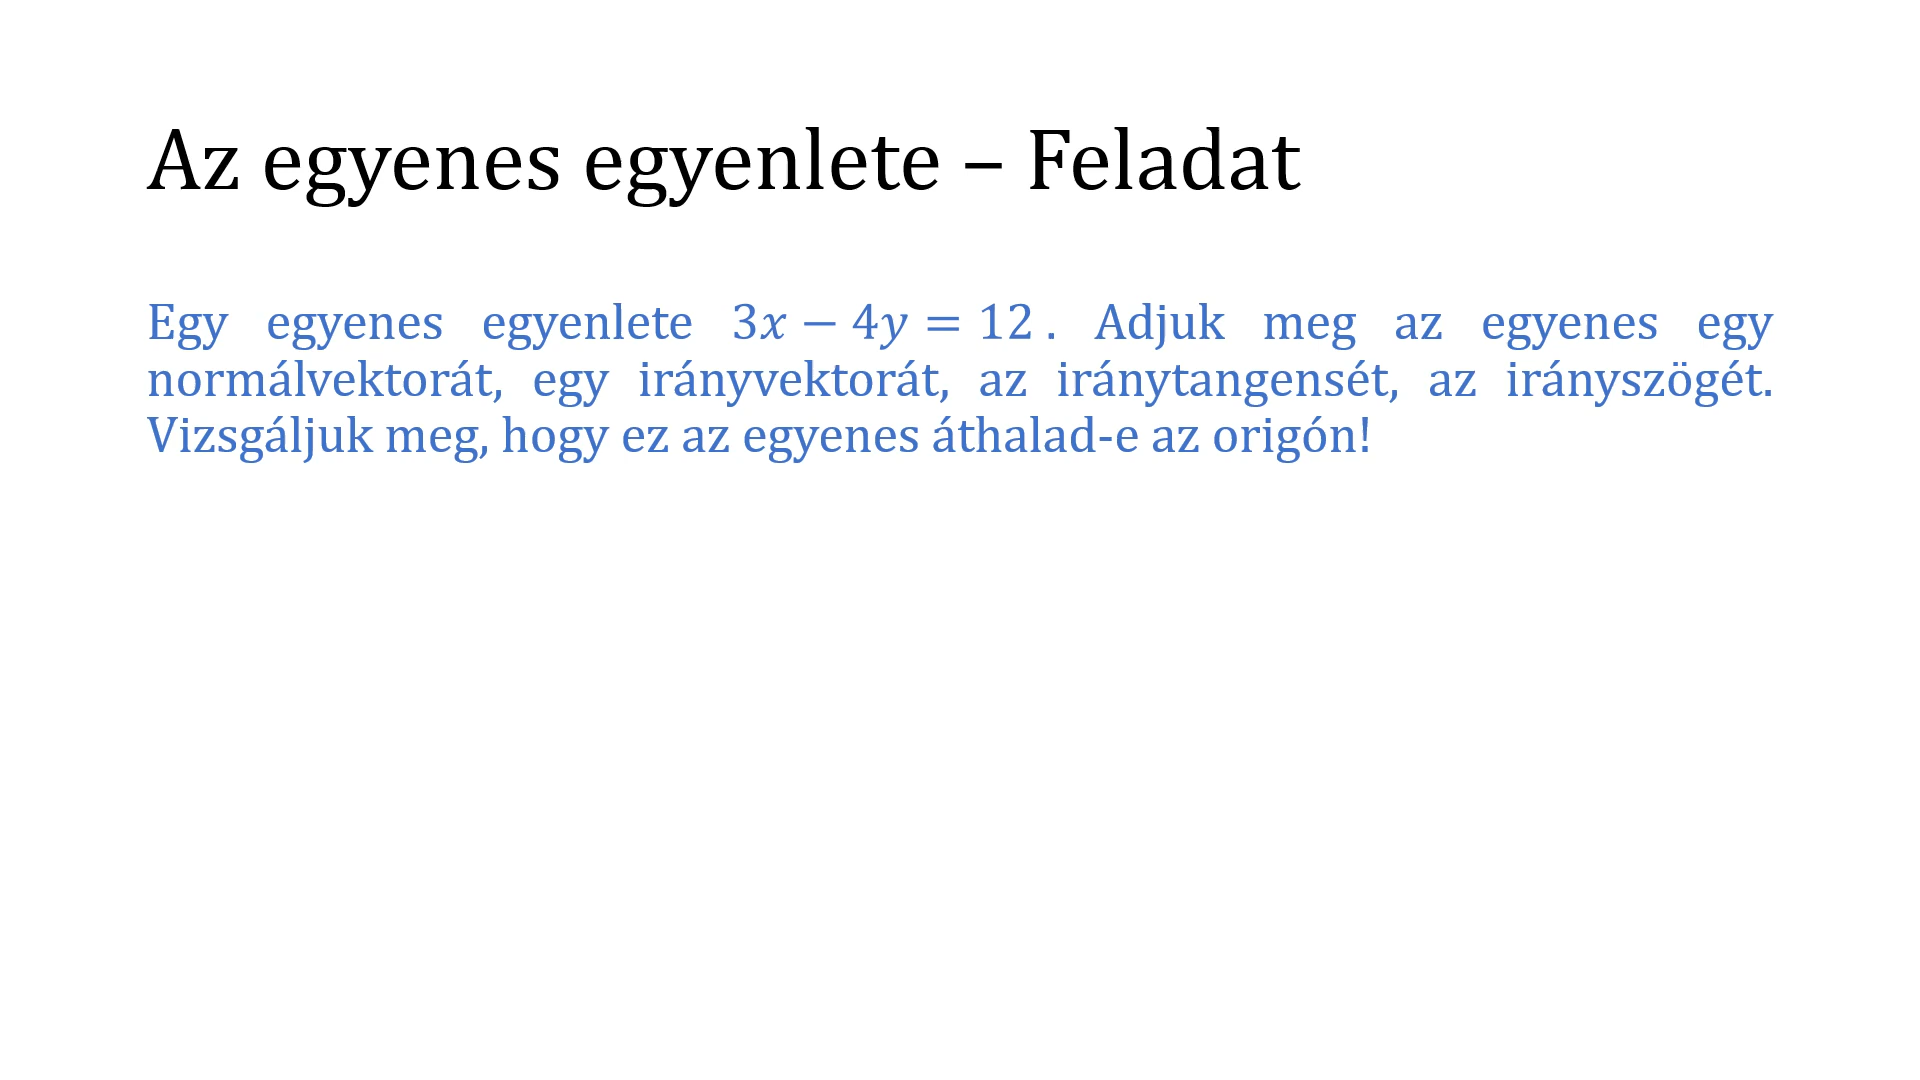 Az egyenes egyenlete – Feladat
Egy egyenes egyenlete 3x − 4y = 12 . Adjuk meg az egyenes egy
normálvektorát, egy irányvektorát, az iránytangensét, az irányszögét.
Vizsgáljuk meg, hogy ez az egyenes áthalad-e az origón!